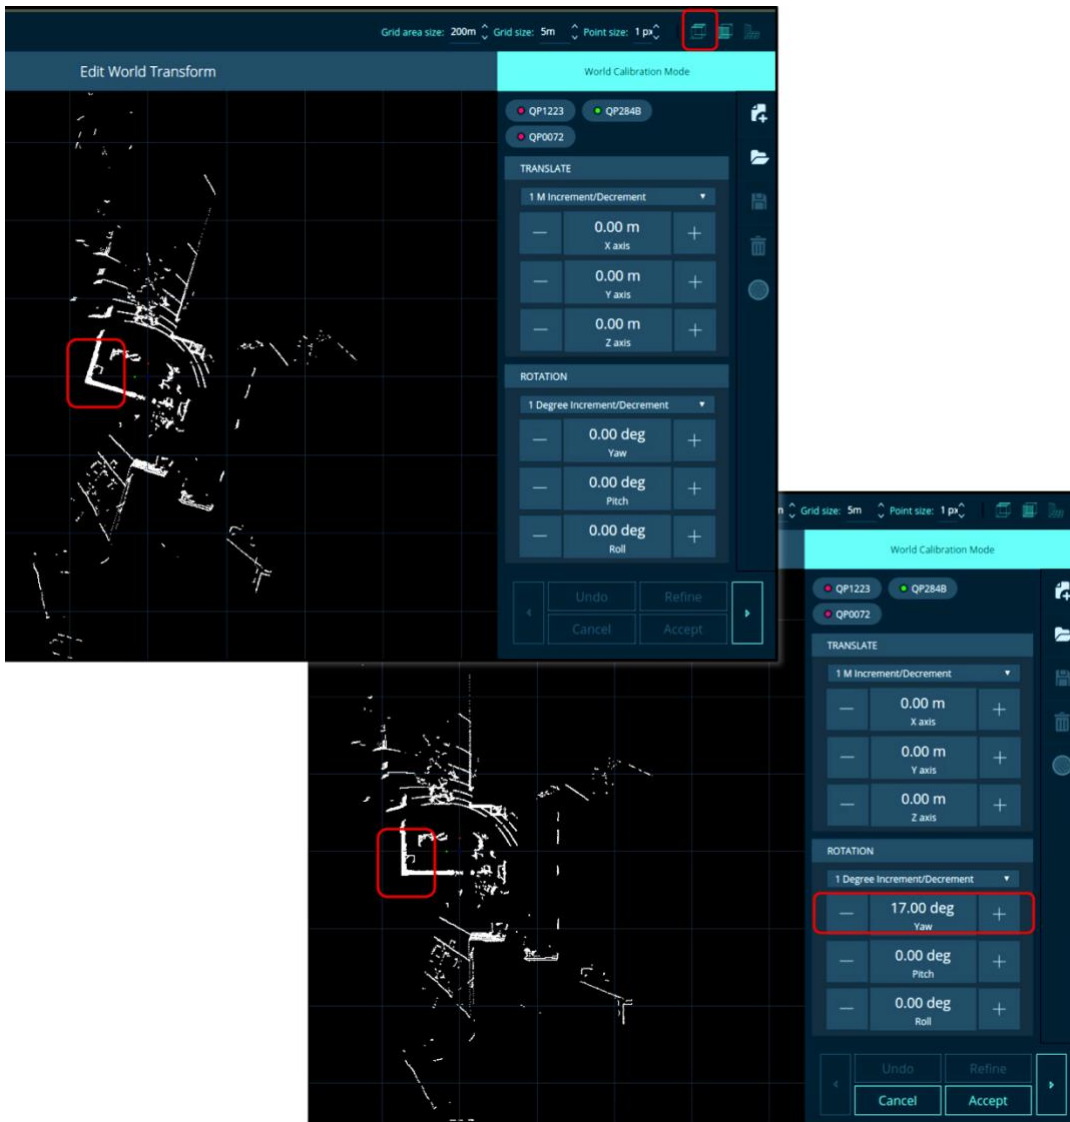 Grid area size: 200m Grid size: 5m Point size: 1 px
Edit World Transform
World Calibration Mode
QP1223 QP284B
QP0072
TRANSLATE
1 M Increment/Decrement
0.00 m
X axis
0.00 m
Y axis
0.00 m
Z axis
ROTATION
1 Degree Increment/Decrement
0.00 deg
Yaw
0.00 deg
Pitch
0.00 deg
Roll
Undo Refine
Cancel Accept
Grid size: 5m Point size: 1 px
World Calibration Mode
QP1223 QP284B
QP0072
TRANSLATE
1 M Increment/Decrement
0.00 m
X axis
0.00 m
Y axis
0.00 m
Z axis
ROTATION
1 Degree Increment/Decrement
17.00 deg
Yaw
0.00 deg
Pitch
0.00 deg
Roll
Undo Refine
Cancel Accept